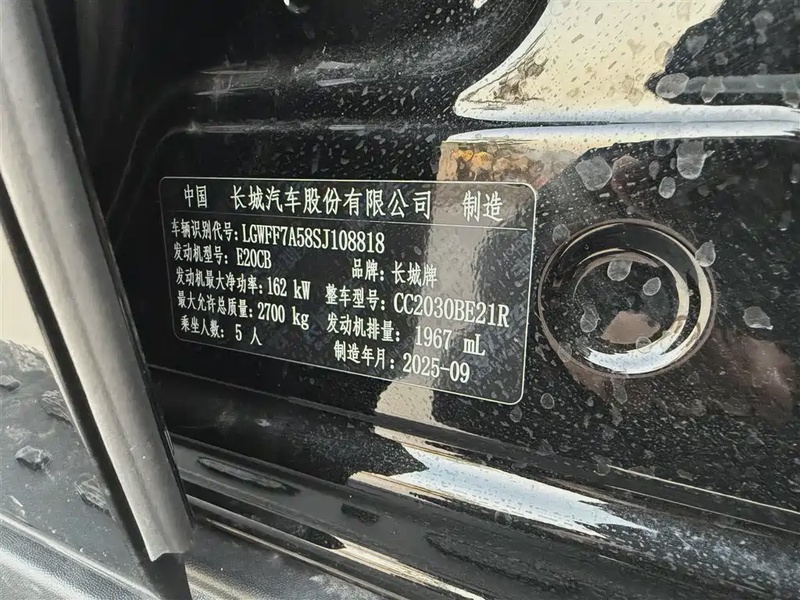 中国 长城汽车股份有限公司 制造
车辆识别代号: LGWFF7A58SJ108818
发动机型号: E20CB 品牌: 长城牌
发动机最大净功率: 162 kW 整车型号: CC2030BE21R
最大允许总质量: 2700 kg 发动机排量: 1967 mL
乘坐人数: 5 人 制造年月: 2025-09